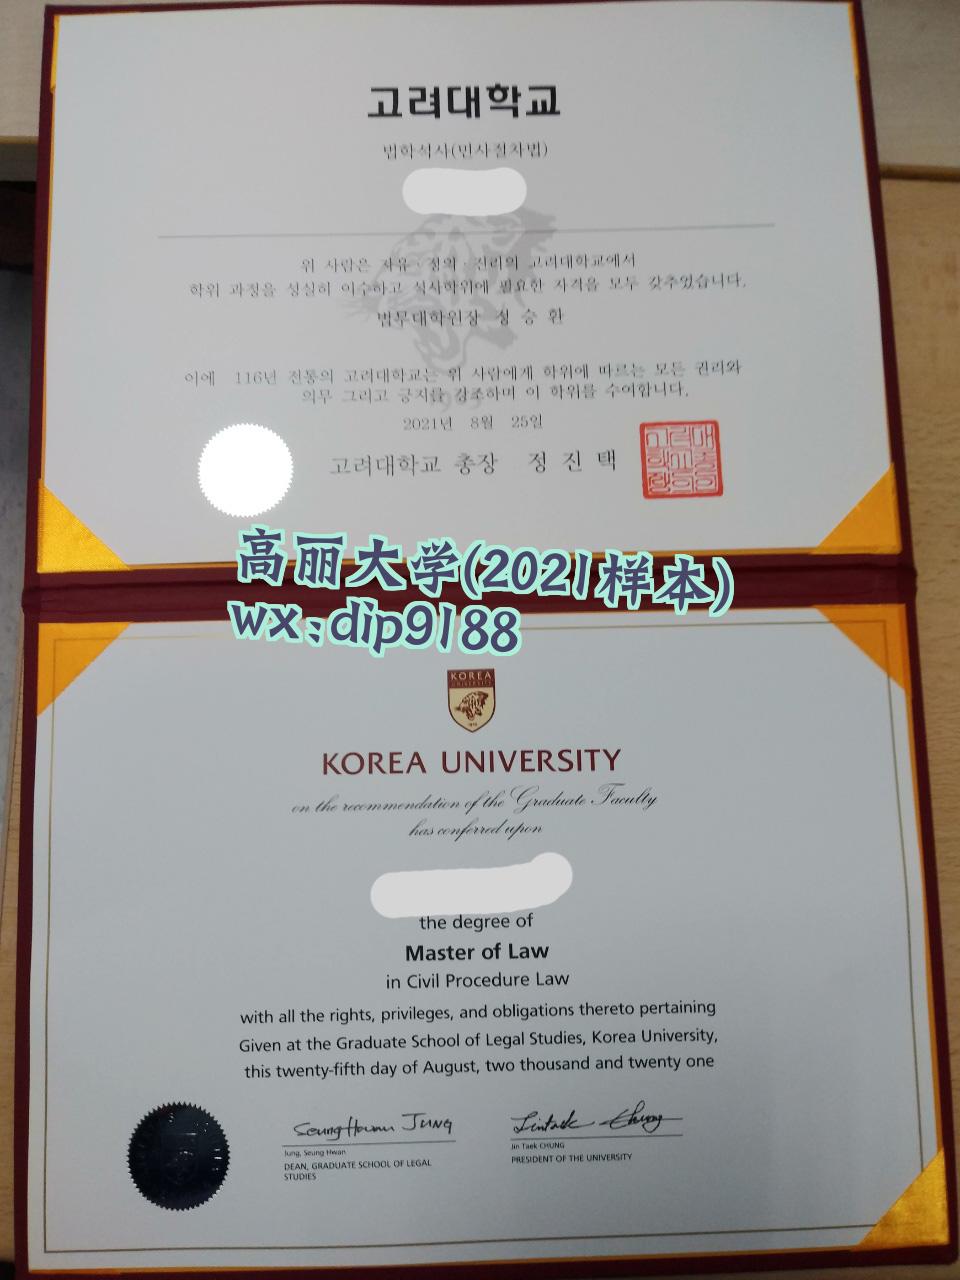 고려대학교
법학석사(민사절차법)
위 사람은 자유·정의·진리의 고려대학교에서
학위 과정을 성실히 이수하고 석사학위에 필요한 자격을 모두 갖추었습니다.
법무대학원장 정 승 환
이에 116년 전통의 고려대학교는 위 사람에게 학위에 따르는 모든 권리와
의무 그리고 긍지를 강조하며 이 학위를 수여합니다.
2021년 8월 25일
고려대학교 총장 정 진 택
高丽大学(2021样本)
wx:dip9188
KOREA
UNIVERSITY
KOREA UNIVERSITY
on the recommendation of the Graduate Faculty
has conferred upon
the degree of
Master of Law
in Civil Procedure Law
with all the rights, privileges, and obligations thereto pertaining
Given at the Graduate School of Legal Studies, Korea University,
this twenty-fifth day of August, two thousand and twenty one
Seung Hwan JUNG
Jintaek Chung
Jung, Seung Hwan
Jin Taek CHUNG
DEAN, GRADUATE SCHOOL OF LEGAL
STUDIES
PRESIDENT OF THE UNIVERSITY